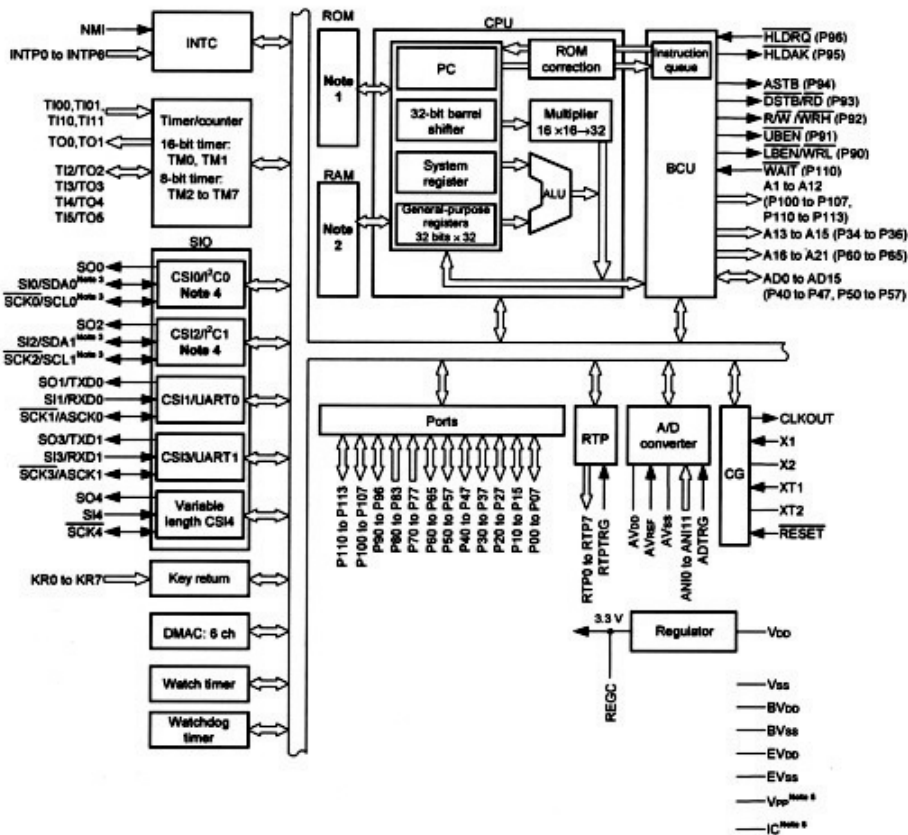 NMI
INTP0 to INTP6
INTC
TI00,TI01,
TI10,TI11
TO0,TO1
TI2/TO2
TI3/TO3
TI4/TO4
TI5/TO5
Timer/counter
16-bit timer:
TM0, TM1
8-bit timer:
TM2 to TM7
SIO
SO0
SI0/SDA0 Note 3
SCK0/SCL0 Note 3
CSI0/I²C0
Note 4
SO2
SI2/SDA1 Note 3
SCK2/SCL1 Note 3
CSI2/I²C1
Note 4
SO1/TXD0
SI1/RXD0
SCK1/ASCK0
CSI1/UART0
SO3/TXD1
SI3/RXD1
SCK3/ASCK1
CSI3/UART1
SO4
SI4
SCK4
Variable
length CSI4
KR0 to KR7
Key return
DMAC: 6 ch
Watch timer
Watchdog
timer
ROM
Note
1
RAM
Note
2
CPU
PC
32-bit barrel
shifter
System
register
General-purpose
registers
32 bits × 32
ROM
correction
Multiplier
16 ×16→32
ALU
Instruction
queue
BCU
HLDRQ (P96)
HLDAK (P95)
ASTB (P94)
DSTB/RD (P93)
R/W /WRH (P92)
UBEN (P91)
LBEN/WRL (P90)
WAIT (P110)
A1 to A12
(P100 to P107,
P110 to P113)
A13 to A15 (P34 to P36)
A16 to A21 (P60 to P65)
AD0 to AD15
(P40 to P47, P50 to P57)
Ports
P110 to P113
P100 to P107
P90 to P96
P80 to P83
P70 to P77
P60 to P65
P50 to P57
P40 to P47
P30 to P37
P20 to P27
P10 to P15
P00 to P07
RTP
RTP0 to RTP7
RTPTRG
A/D
converter
AVDD
AVREF
AVSS
ANI0 to ANI11
ADTRG
CG
CLKOUT
X1
X2
XT1
XT2
RESET
3.3 V
Regulator
VDD
REGC
VSS
BVDD
BVSS
EVDD
EVSS
VPP Note 5
IC Note 5